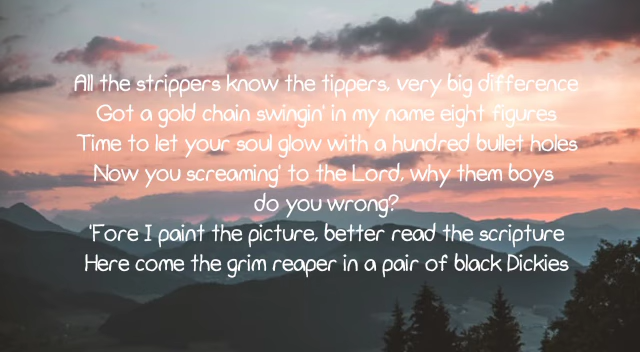 All the strippers know the tippers, very big difference
Got a gold chain swingin' in my name eight figures
Time to let your soul glow with a hundred bullet holes
Now you screaming' to the Lord, why them boys
do you wrong?
'Fore I paint the picture, better read the scripture
Here come the grim reaper in a pair of black Dickies